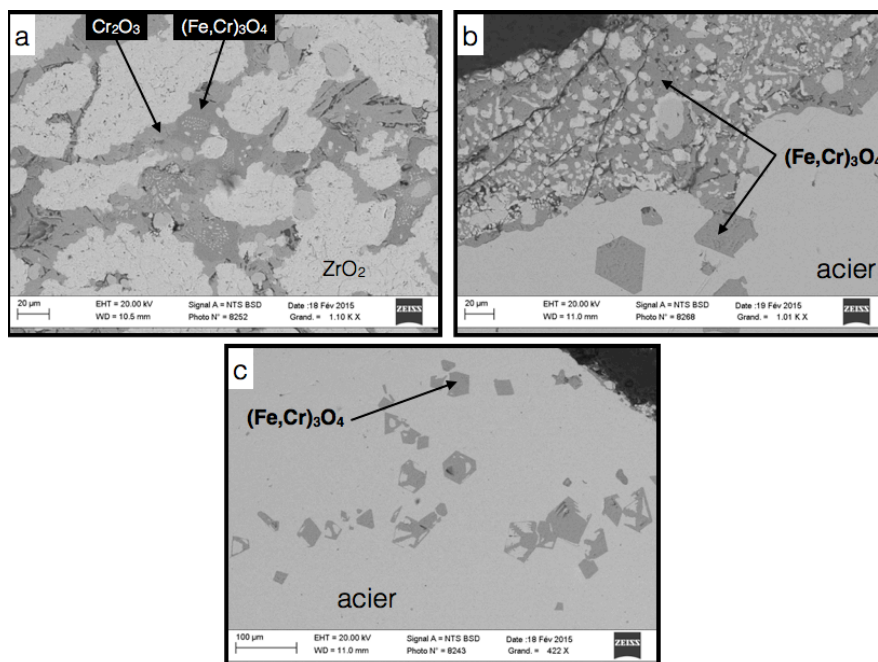 a
Cr₂O₃
(Fe,Cr)₃O₄
ZrO₂
20 µm
EHT = 20.00 kV
WD = 10.5 mm
Signal A = NTS BSD
Photo N° = 8252
Date :18 Fév 2015
Grand. = 1.10 K X
ZEISS
b
(Fe,Cr)₃O₄
acier
20 µm
EHT = 20.00 kV
WD = 11.0 mm
Signal A = NTS BSD
Photo N° = 8268
Date :19 Fév 2015
Grand. = 1.01 K X
ZEISS
c
(Fe,Cr)₃O₄
acier
100 µm
EHT = 20.00 kV
WD = 11.0 mm
Signal A = NTS BSD
Photo N° = 8243
Date :18 Fév 2015
Grand. = 422 X
ZEISS